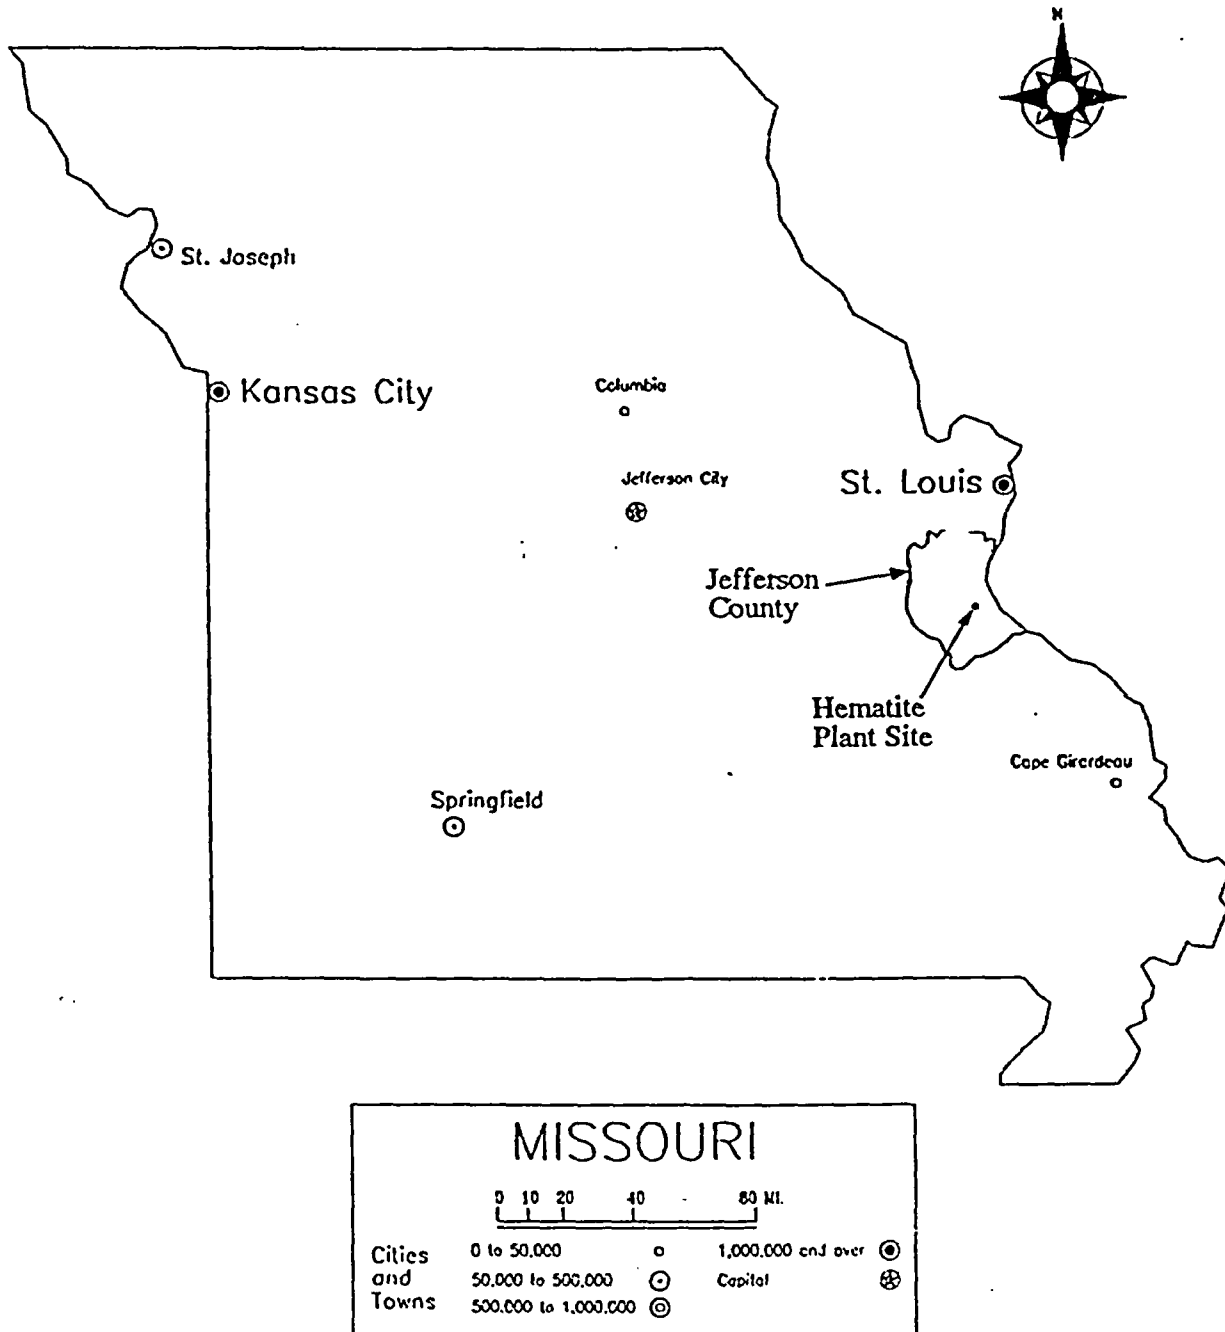 N
St. Joseph
Kansas City
Columbia
Jefferson City
St. Louis
Jefferson
County
Hematite
Plant Site
Cape Girardeau
Springfield
MISSOURI
0 10 20 40 80 MI.
Cities
and
Towns
0 to 50,000
50,000 to 500,000
500,000 to 1,000,000
1,000,000 and over
Capital